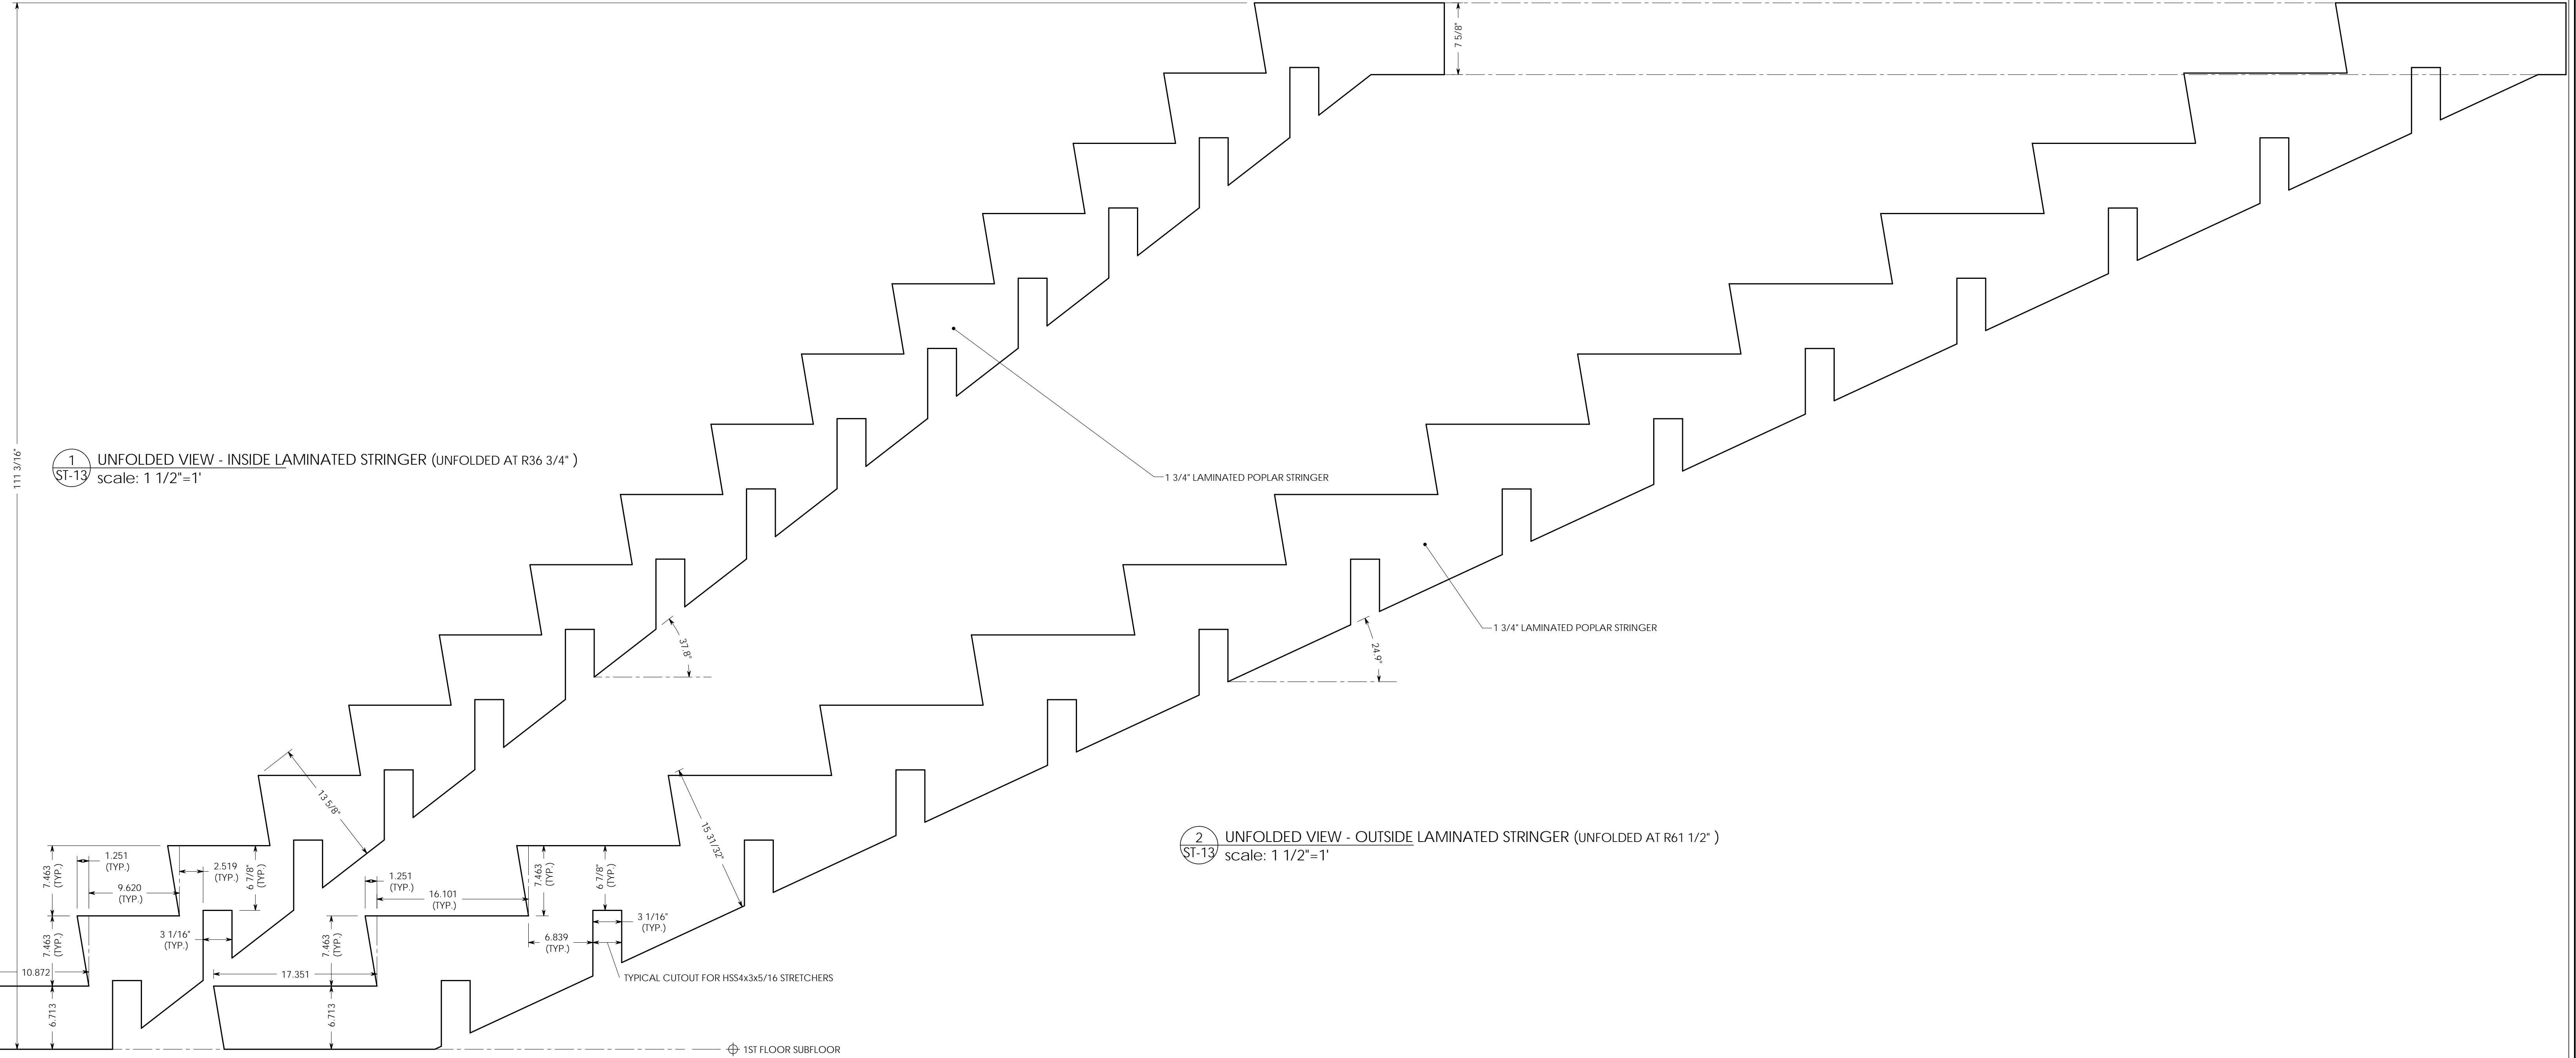 7 5/8"
111 3/16"
1
ST-13
UNFOLDED VIEW - INSIDE LAMINATED STRINGER (UNFOLDED AT R36 3/4" )
scale: 1 1/2"=1'
1 3/4" LAMINATED POPLAR STRINGER
1 3/4" LAMINATED POPLAR STRINGER
37.8°
24.9°
13 5/8"
15 31/32"
2
ST-13
UNFOLDED VIEW - OUTSIDE LAMINATED STRINGER (UNFOLDED AT R61 1/2" )
scale: 1 1/2"=1'
7.463
(TYP.)
1.251
(TYP.)
9.620
(TYP.)
2.519
(TYP.)
6 7/8"
(TYP.)
1.251
(TYP.)
16.101
(TYP.)
7.463
(TYP.)
6 7/8"
(TYP.)
7.463
(TYP.)
3 1/16"
(TYP.)
7.463
(TYP.)
6.839
(TYP.)
3 1/16"
(TYP.)
10.872
17.351
TYPICAL CUTOUT FOR HSS4x3x5/16 STRETCHERS
6.713
6.713
1ST FLOOR SUBFLOOR